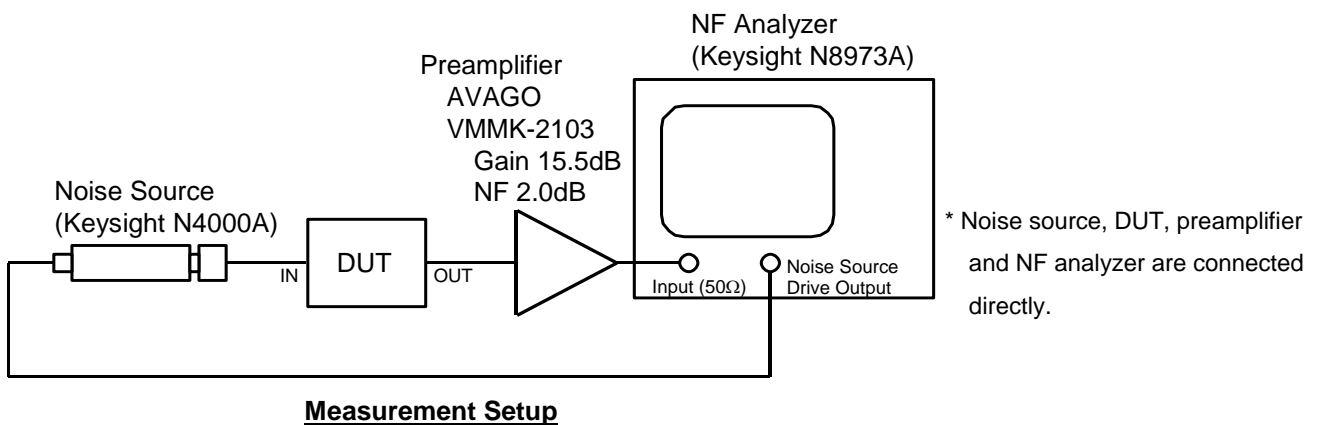 NF Analyzer
(Keysight N8973A)
Preamplifier
AVAGO
VMMK-2103
Gain 15.5dB
NF 2.0dB
Noise Source
(Keysight N4000A)
IN
DUT
OUT
Input (50Ω)
Noise Source
Drive Output
* Noise source, DUT, preamplifier
and NF analyzer are connected
directly.
Measurement Setup